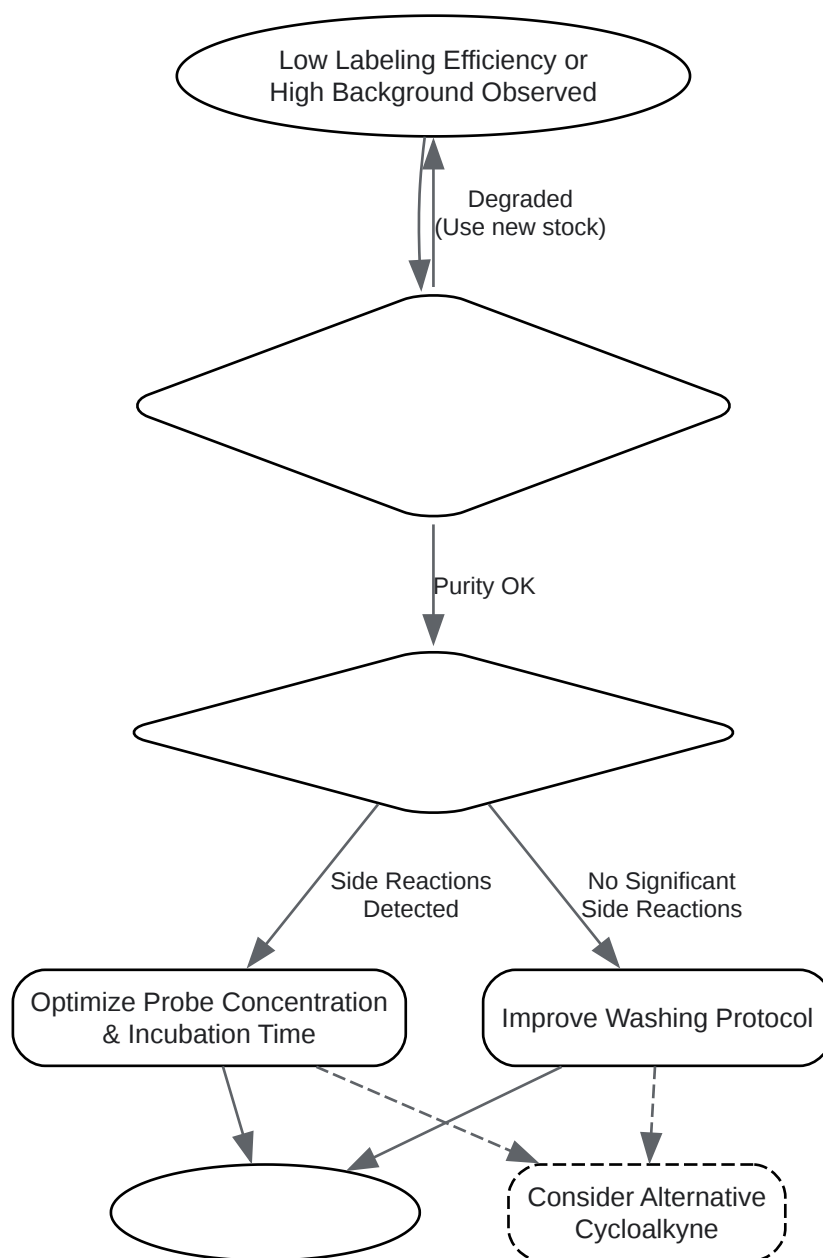 Low Labeling Efficiency or
High Background Observed
Degraded
(Use new stock)
Purity OK
Side Reactions
Detected
No Significant
Side Reactions
Optimize Probe Concentration
& Incubation Time
Improve Washing Protocol
Consider Alternative
Cycloalkyne